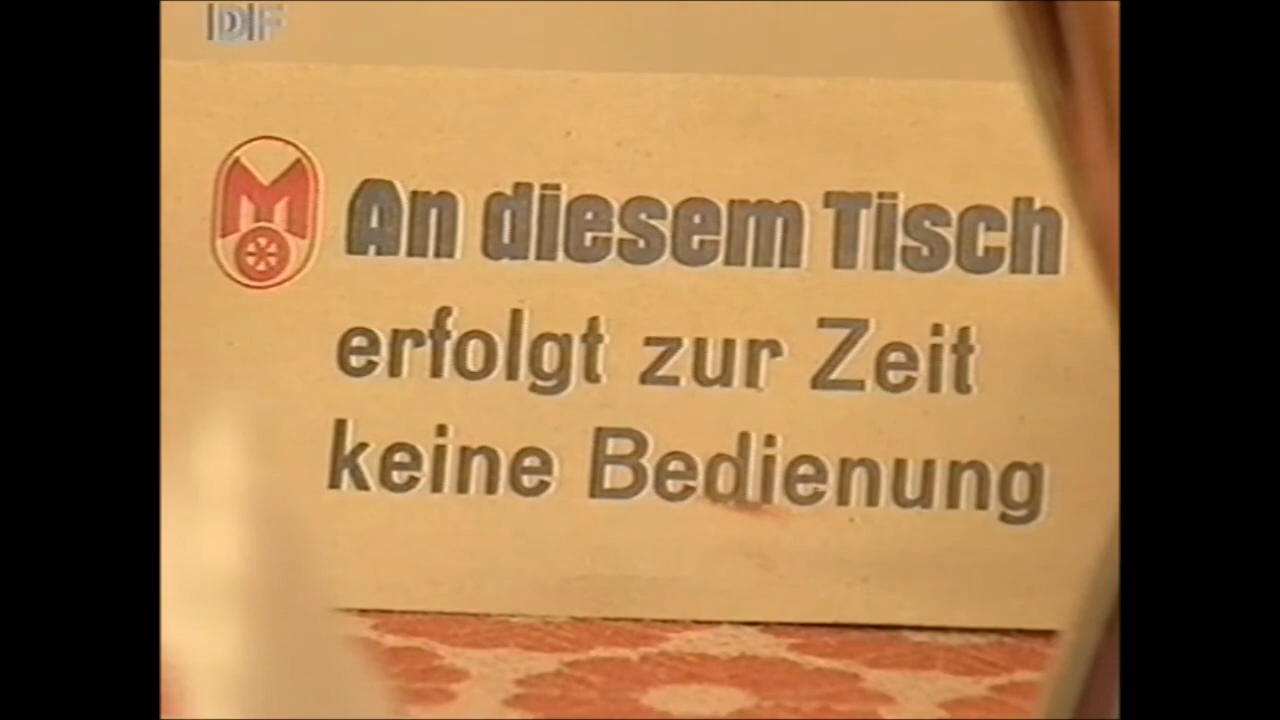 DF
M
An diesem Tisch
erfolgt zur Zeit
keine Bedienung